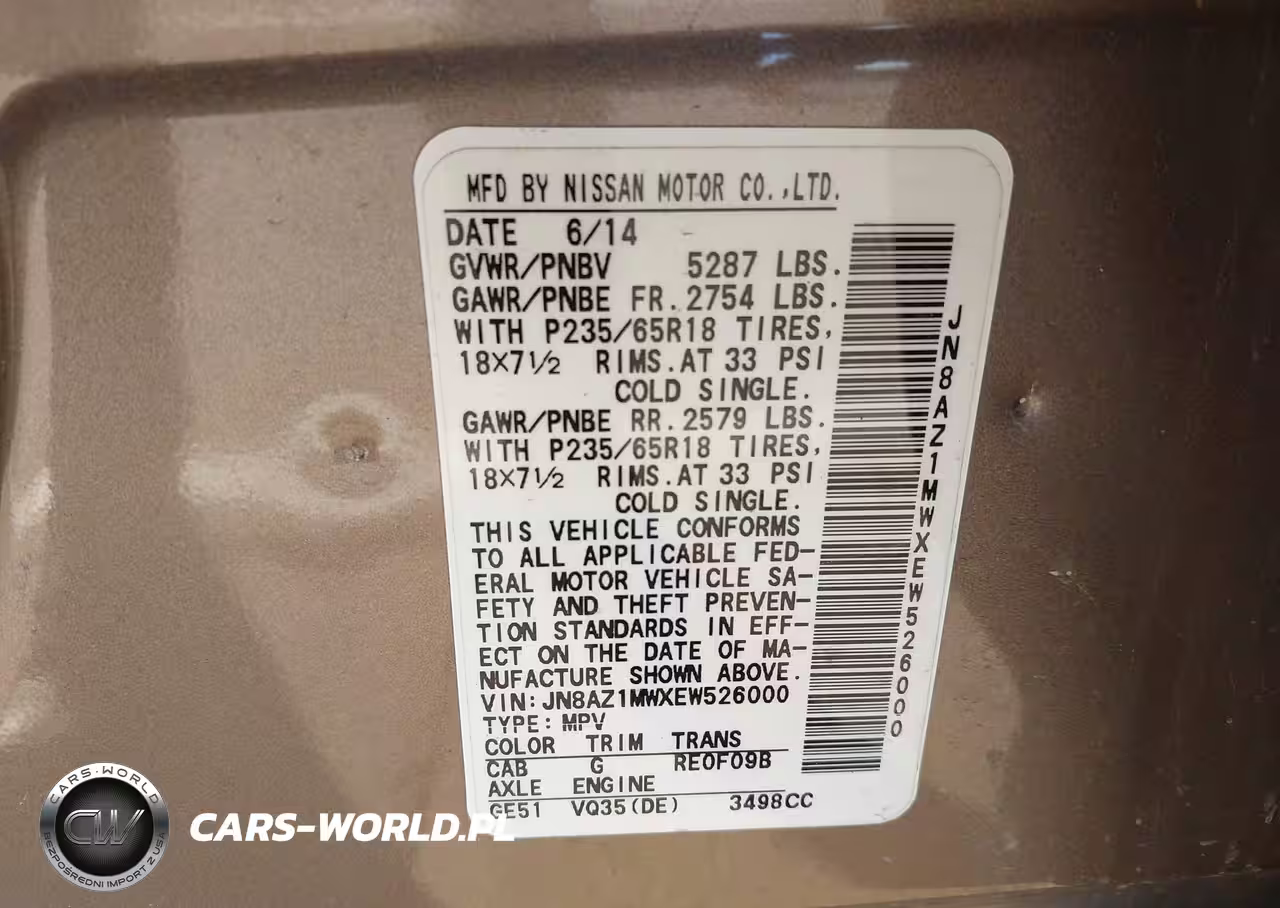 MFD BY NISSAN MOTOR CO.,LTD.
DATE 6/14
GVWR/PNBV 5287 LBS.
GAWR/PNBE FR.2754 LBS.
WITH P235/65R18 TIRES,
18X7½ RIMS.AT 33 PSI
COLD SINGLE.
GAWR/PNBE RR.2579 LBS.
WITH P235/65R18 TIRES,
18X7½ RIMS.AT 33 PSI
COLD SINGLE.
THIS VEHICLE CONFORMS
TO ALL APPLICABLE FED-
ERAL MOTOR VEHICLE SA-
FETY AND THEFT PREVEN-
TION STANDARDS IN EFF-
ECT ON THE DATE OF MA-
NUFACTURE SHOWN ABOVE.
VIN:JN8AZ1MWXEW526000
TYPE:MPV
COLOR TRIM TRANS
CAB G RE0F09B
AXLE ENGINE
GE51 VQ35(DE) 3498CC
JN8AZ1MWXEW526000
CARS-WORLD
CW
BEZPOŚREDNI IMPORT Z USA
CARS-WORLD.PL